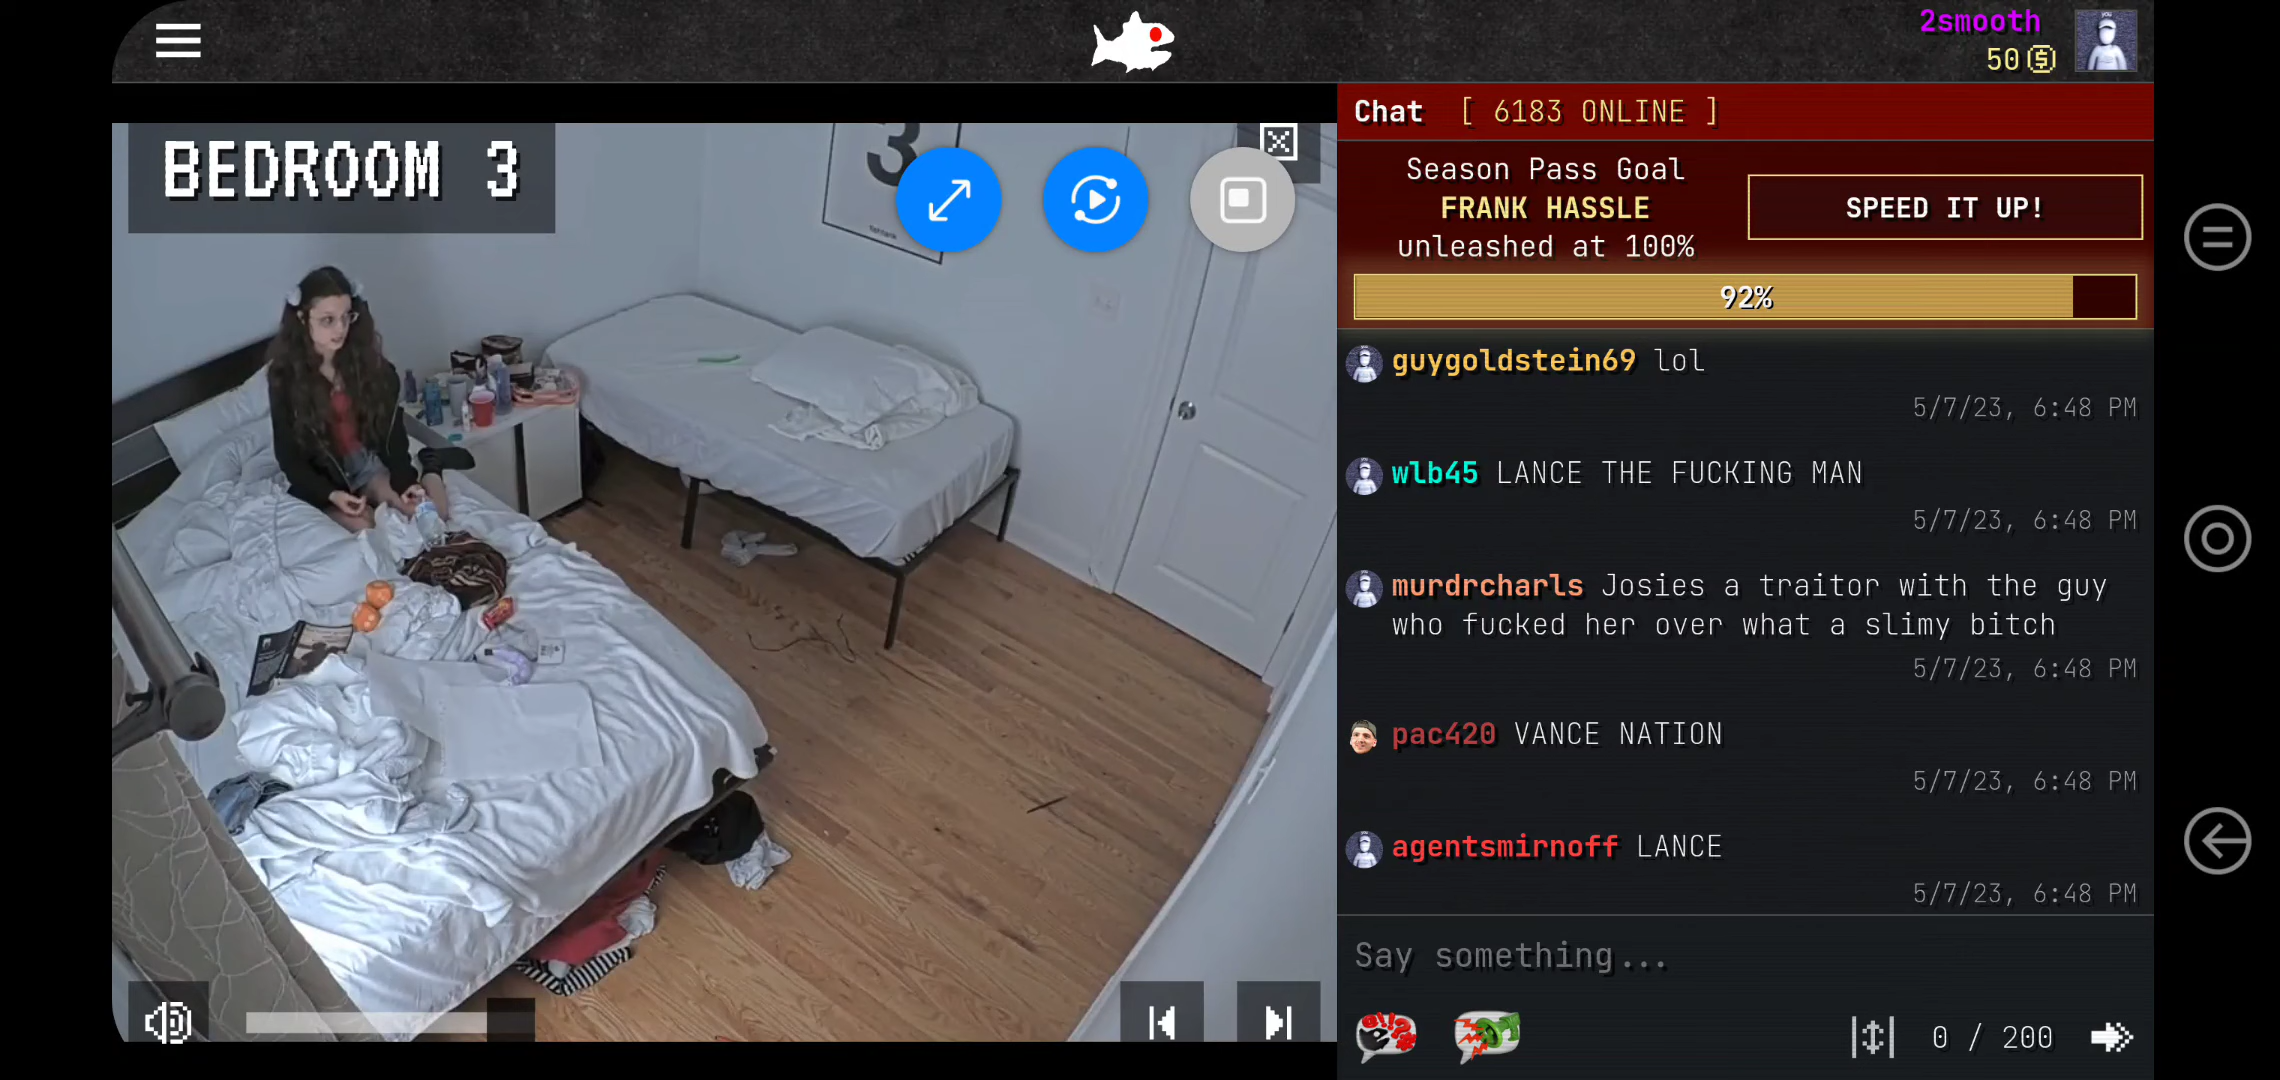 2smooth
50
BEDROOM 3
3
Chat [ 6183 ONLINE ]
Season Pass Goal
FRANK HASSLE
unleashed at 100%
SPEED IT UP!
92%
guygoldstein69 lol
5/7/23, 6:48 PM
wlb45 LANCE THE FUCKING MAN
5/7/23, 6:48 PM
murdrcharls Josies a traitor with the guy
who fucked her over what a slimy bitch
5/7/23, 6:48 PM
pac420 VANCE NATION
5/7/23, 6:48 PM
agentsmirnoff LANCE
5/7/23, 6:48 PM
Say something...
0 / 200